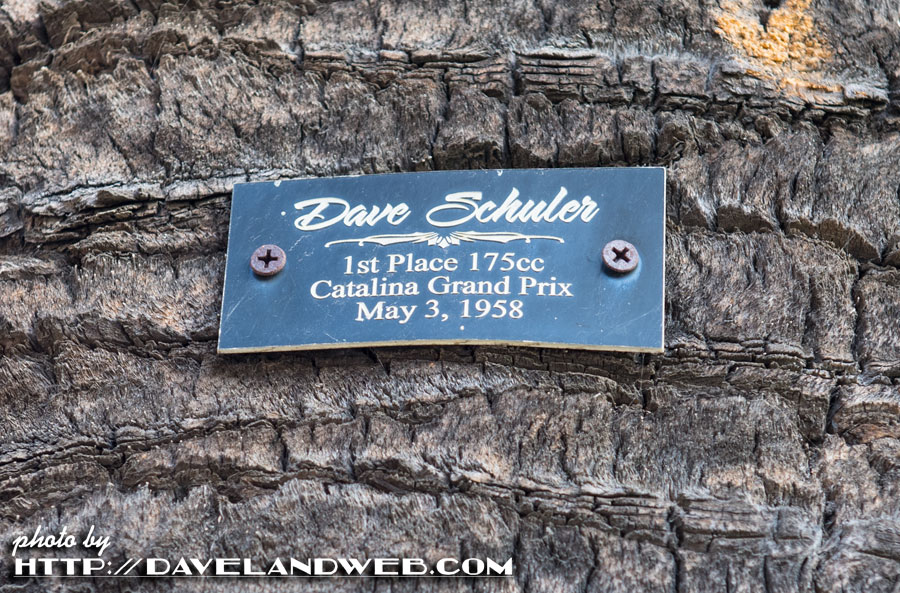 Dave Schuler
1st Place 175cc
Catalina Grand Prix
May 3, 1958
photo by
HTTP://DAVELANDWEB.COM